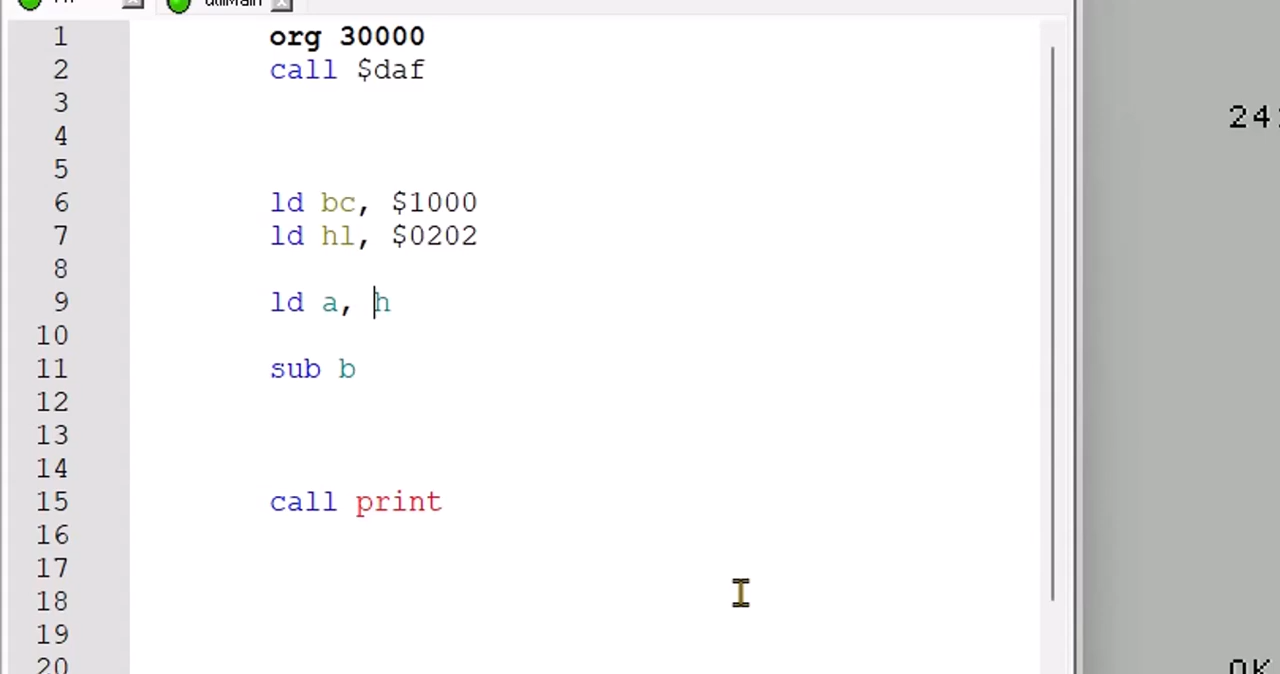 1 org 30000
2 call $daf
3
4
5
6 ld bc, $1000
7 ld hl, $0202
8
9 ld a, h
10
11 sub b
12
13
14
15 call print
16
17
18
19
20
OK